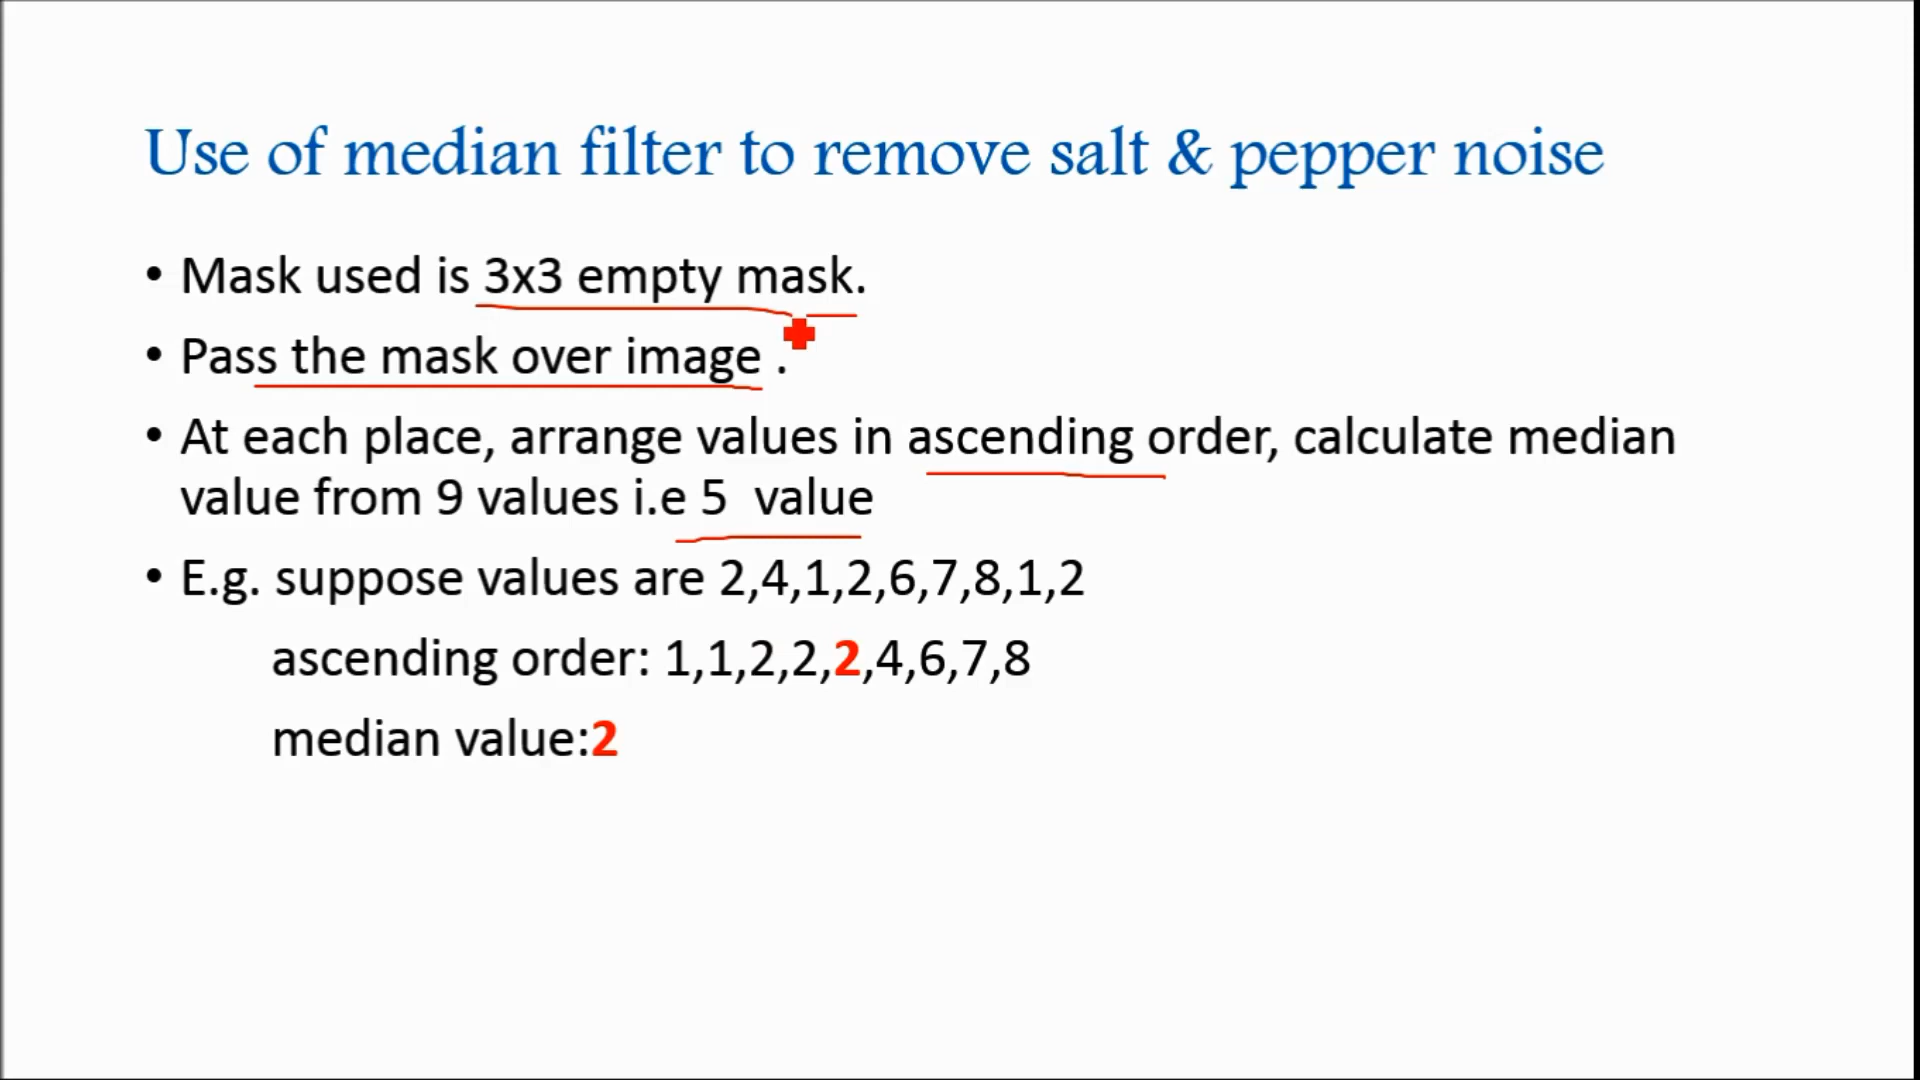 Use of median filter to remove salt & pepper noise
• Mask used is 3x3 empty mask.
• Pass the mask over image .
• At each place, arrange values in ascending order, calculate median
value from 9 values i.e 5  value
• E.g. suppose values are 2,4,1,2,6,7,8,1,2
ascending order: 1,1,2,2,2,4,6,7,8
median value:2